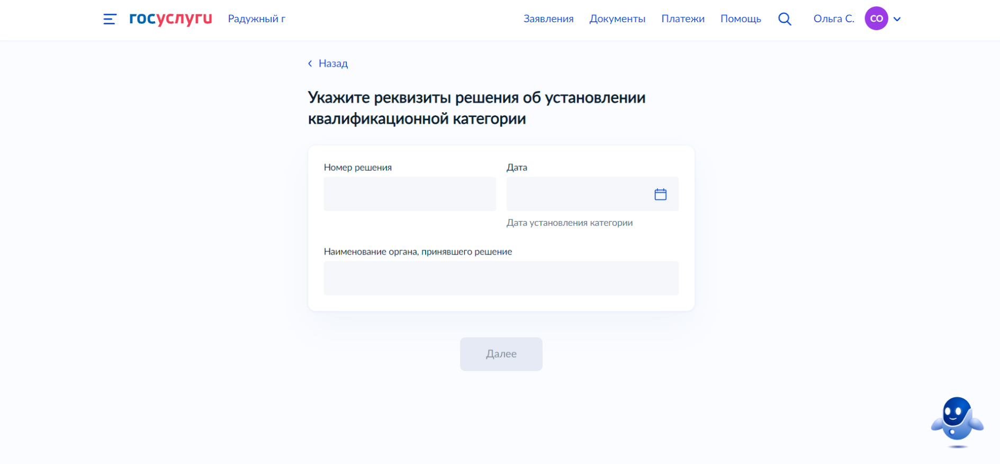 госуслуги Радужный г Заявления Документы Платежи Помощь Ольга С. СО
Назад
Укажите реквизиты решения об установлении
квалификационной категории
Номер решения Дата
Дата установления категории
Наименование органа, принявшего решение
Далее